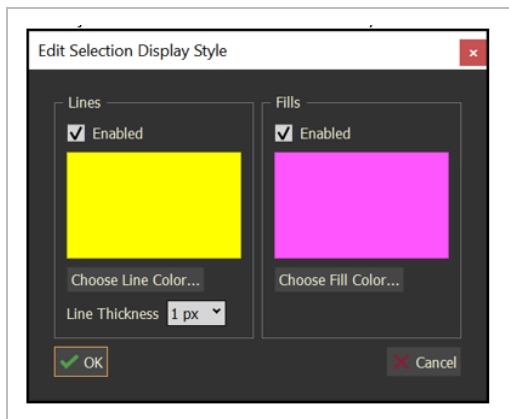 Edit Selection Display Style
Lines
Enabled
Choose Line Color...
Line Thickness 1 px
Fills
Enabled
Choose Fill Color...
OK
Cancel